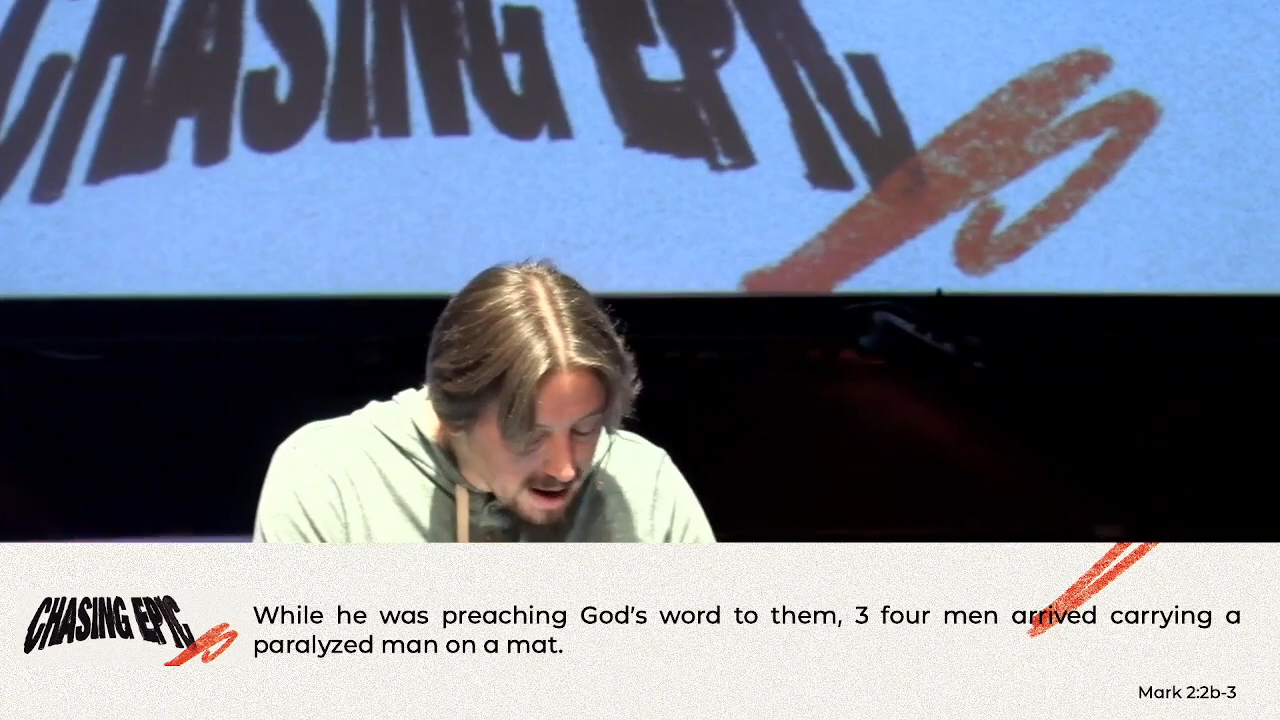 CHASING EPIC
CHASING EPIC
While he was preaching God's word to them, 3 four men arrived carrying a
paralyzed man on a mat.
Mark 2:2b-3